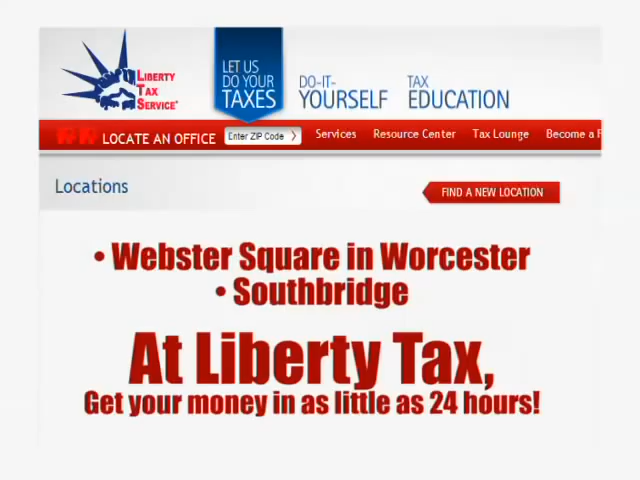 LIBERTY
TAX
SERVICE®
LET US
DO YOUR
TAXES
DO-IT-
YOURSELF
TAX
EDUCATION
LOCATE AN OFFICE
Enter ZIP Code
Services
Resource Center
Tax Lounge
Become a
Locations
FIND A NEW LOCATION
• Webster Square in Worcester
• Southbridge
At Liberty Tax,
Get your money in as little as 24 hours!